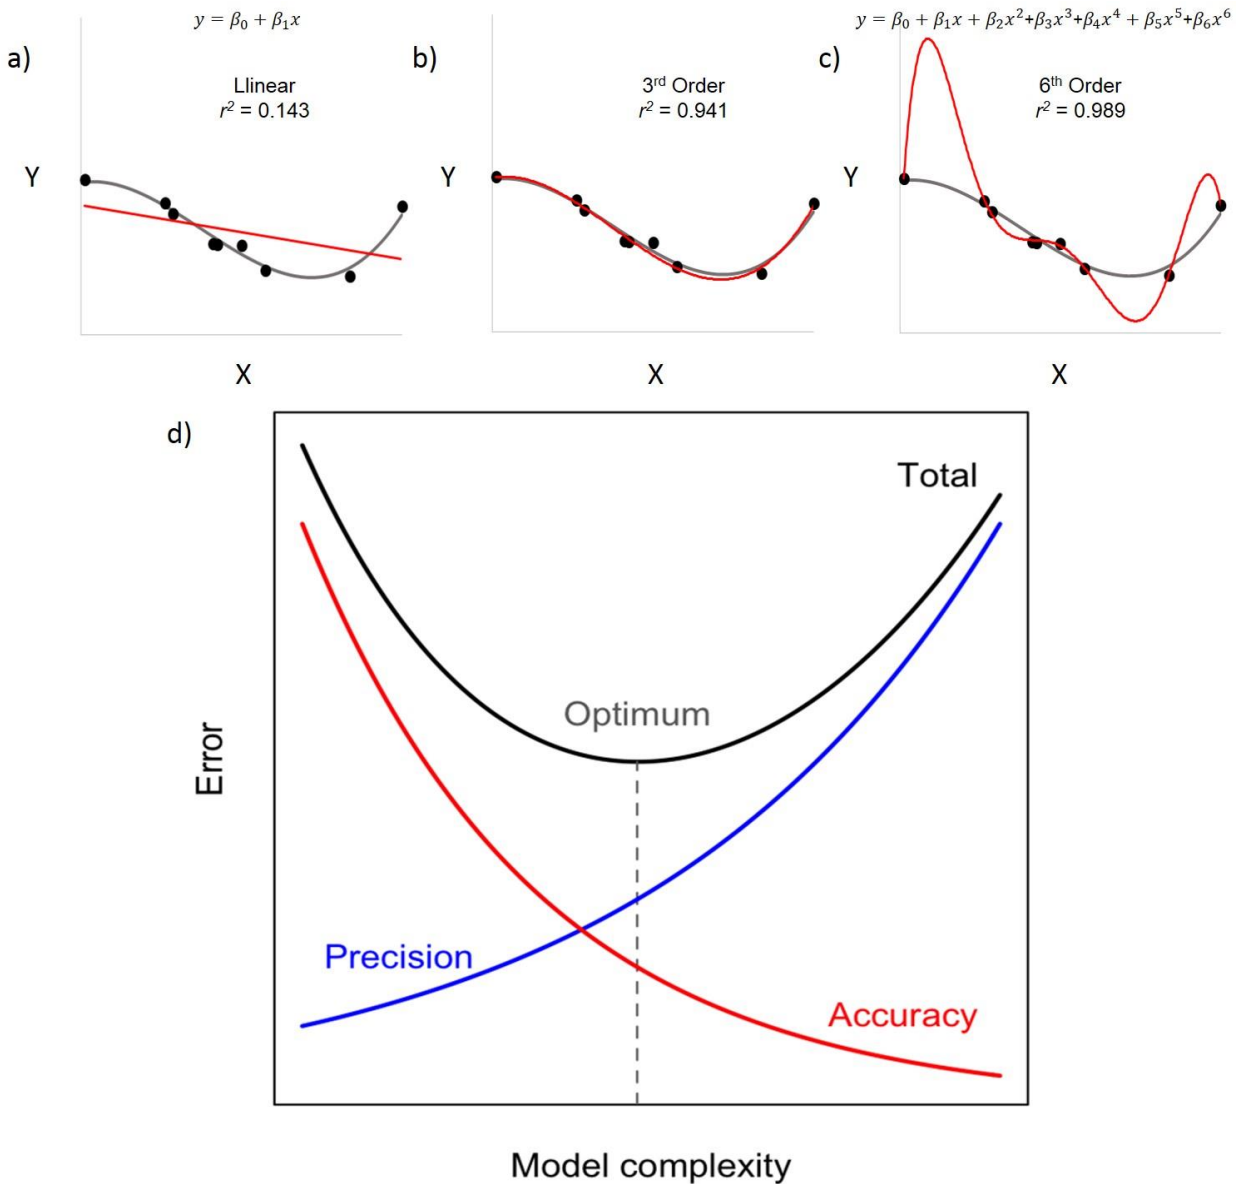 y = β₀ + β₁x
y = β₀ + β₁x + β₂x²+β₃x³+β₄x⁴ + β₅x⁵+β₆x⁶
a)
Llinear
r² = 0.143
Y
X
b)
3rd Order
r² = 0.941
Y
X
c)
6th Order
r² = 0.989
Y
X
d)
Total
Optimum
Error
Precision
Accuracy
Model complexity